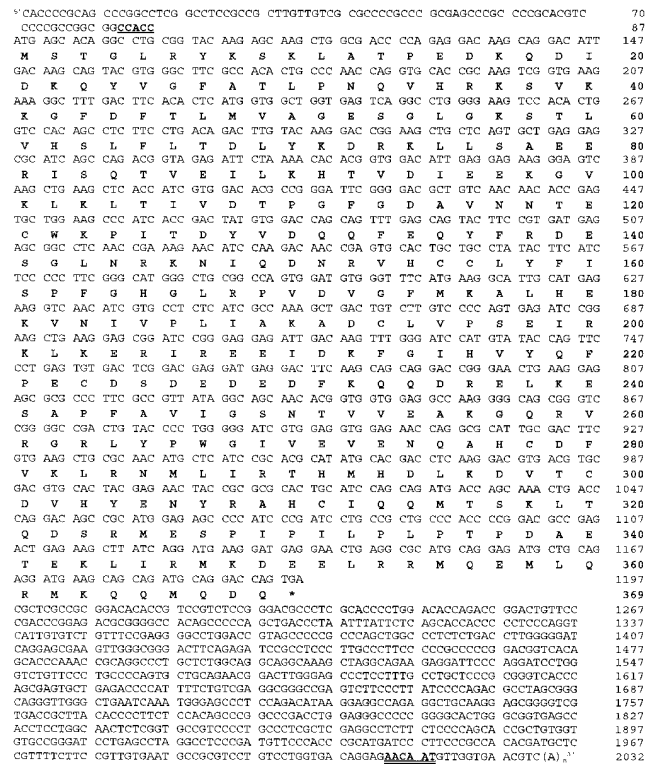 5' CACCCCGCAG CCCGGCCTCG GCCTCCGCCG CTTGTTGTCG CGCCCCGCCC GCGAGCCCGC CCCGCACGTC 70
CCCCGCCGGC GGCCACC 87
ATG AGC ACA GG CCTG CGG TAC AAG AGC AAG CTG GCG ACC CCA GAG GAC AAG CAG GAC ATT 147
M S T G L R Y K S K L A T P E D K Q D I 20
GAC AAG CAG TAC GTG GGC TTC GCC ACA CTG CCC AAC CAG GTG CAC CGC AAG TCG GTG AAG 207
D K Q Y V G F A T L P N Q V H R K S V K 40
AAA GGC TTT GAC TTC ACA CTC ATG GTG GCT GGT GAG TCA GGC CTG GGG AAG TCC ACA CTG 267
K G F D F T L M V A G E S G L G K S T L 60
GTC CAC AGC CTC TTC CTG ACA GAC TTG TAC AAG GAC CGG AAG CTG CTC AGT GCT GAG GAG 327
V H S L F L T D L Y K D R K L L S A E E 80
CGC ATC AGC CAG ACG GTA GAG ATT CTA AAA CAC ACG GTG GAC ATT GAG GAG AAG GGA GTC 387
R I S Q T V E I L K H T V D I E E K G V 100
AAG CTG AAG CTC ACC ATC GTG GAC ACG CCG GGA TTC GGG GAC GCT GTC AAC AAC ACC GAG 447
K L K L T I V D T P G F G D A V N N T E 120
TGC TGG AAG CCC ATC ACC GAC TAT GTG GAC CAG CAG TTT GAG CAG TAC TTC CGT GAT GAG 507
C W K P I T D Y V D Q Q F E Q Y F R D E 140
AGC GGC CTC AAC CGA AAG AAC ATC CAA GAC AAC CGA GTG CAC TGC TGC CTA TAC TTC ATC 567
S G L N R K N I Q D N R V H C C L Y F I 160
TCC CCC TTC GGG CAT GGG CTG CGG CCA GTG GAT GTG GGT TTC ATG AAG GCA TTG CAT GAG 627
S P F G H G L R P V D V G F M K A L H E 180
AAG GTC AAC ATC GTG CCT CTC ATC GCC AAA GCT GAC TGT CTT GTC CCC AGT GAG ATC CGG 687
K V N I V P L I A K A D C L V P S E I R 200
AAG CTG AAG GAG CGG ATC CGG GAG GAG ATT GAC AAG TTT GGG ATC CAT GTA TAC CAG TTC 747
K L K E R I R E E I D K F G I H V Y Q F 220
CCT GAG TGT GAC TCG GAC GAG GAT GAG GAC TTC AAG CAG CAG GAC CGG GAA CTG AAG GAG 807
P E C D S D E D E D F K Q Q D R E L K E 240
AGC GCG CCC TTC GCC GTT ATA GGC AGC AAC ACG GTG GTG GAG GCC AAG GGG CAG CGG GTC 867
S A P F A V I G S N T V V E A K G Q R V 260
CGG GGC CGA CTG TAC CCC TGG GGG ATC GTG GAG GTG GAG AAC CAG GCG CAT TGC GAC TTC 927
R G R L Y P W G I V E V E N Q A H C D F 280
GTG AAG CTG CGC AAC ATG CTC ATC CGC ACG CAT ATG CAC GAC CTC AAG GAC GTG ACG TGC 987
V K L R N M L I R T H M H D L K D V T C 300
GAC GTG CAC TAC GAG AAC TAC CGC GCG CAC TGC ATC CAG CAG ATG ACC AGC AAA CTG ACC 1047
D V H Y E N Y R A H C I Q Q M T S K L T 320
CAG GAC AGC CGC ATG GAG AGC CCC ATC CCG ATC CTG CCG CTG CCC ACC CCG GAC GCC GAG 1107
Q D S R M E S P I P I L P L P T P D A E 340
ACT GAG AAG CTT ATC AGG ATG AAG GAT GAG GAA CTG AGG CGC ATG CAG GAG ATG CTG CAG 1167
T E K L I R M K D E E L R R M Q E M L Q 360
AGG ATG AAG CAG CAG ATG CAG GAC CAG TGA 1197
R M K Q Q M Q D Q * 369
CGCTCGCCGC GGACACACCG TCCGTCTCCG GGACGCCCTC GCACCCCTGG ACACCAGACC GGACTGTTCC 1267
CGACCCGGAG ACGCGGGGCC ACAGCCCCCA GCTGACCCTA ATTTATTCTC AGCACCACCC CCTCCCAGGT 1337
CATTGTGTCT GTTTCCGAGG GGCCTGGACC GTAGCCCCGC CCCAGCTGGC CCTCTCTGAC CTTGGGGGAT 1407
CAGGAGCGAA GTTGGCGGGG ACTTCAGAGA TCCGCCTCCC TTGCCCTTCC CCCGCCCCCG GACGGTCACA 1477
GCACCCAAAC CGCAGGCCCT GCTCTGGCAG GCAGGCAAAG CTAGGCAGAA GAGGATTCCC AGGATCCTGG 1547
GTCTGTTCCC TGCCCCAGTG CTGCAGAACG GACTTGGGAG CCCTCCTTTG CCTGCTCCCG CGGGTCACCC 1617
AGCGAGTGCT GAGACCCCAT TTTCTGTCGA GGCGGGCCGA GTCTTCCCTT ATCCCCAGAC GCCTAGCGGG 1687
CAGGGTTGGG CTGAATCAAA TGGGAGCCCT CCAGACATAA GGAGGCCAGA GGCTGCAAGG AGCGGGGTCG 1757
TGACCGCTTA CACCCCTTCT CCACAGCCCG GCCCGACCTG GAGGCCCCCG GGGCACTGGG GCGGTGAGCC 1827
ACCTCCTGGC AACTCTCGGT GGCGTCCCCT GCCCCTCGCC CCCCTTCTTC CTCCCCCAGA CCGCTGTGGT 1897
GTGCCGGGAT CCTGAGCCTA GGCCTCCCGA TGTTCCCACC CGCATGATCC CTTCCCGCCA CACGATGCTC 1967
CGTTTTCTTC CGTTGTGAAT GCCGCGTCCT GTCCTGGTGA CAGGAGAACA ATGTTGGTGA ACGTC(A)n3' 2032